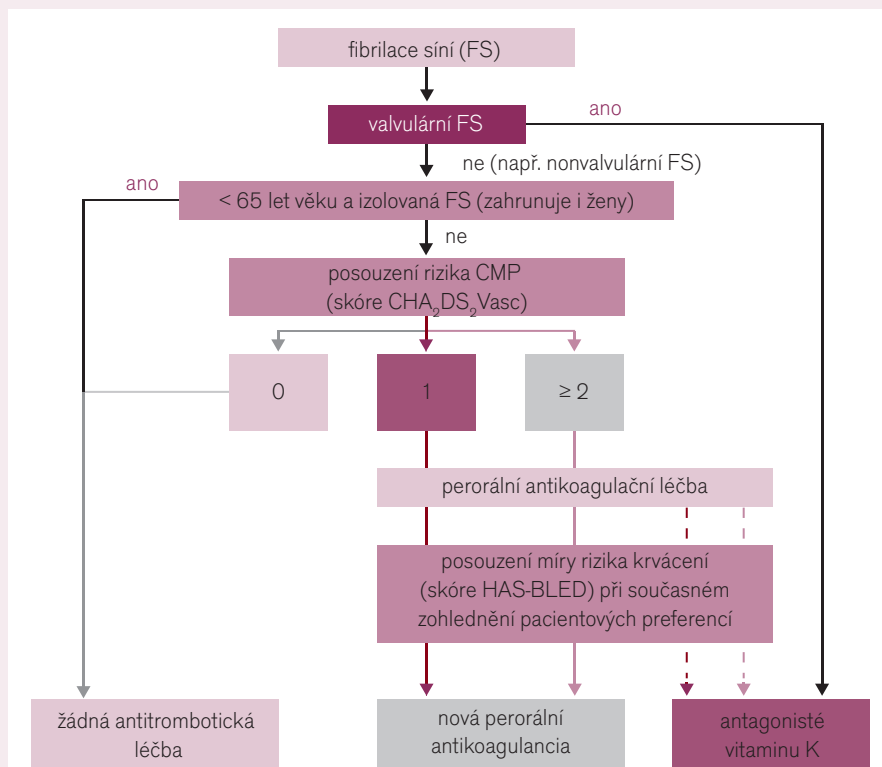 fibrilace síní (FS)
valvulární FS
ano
ne (např. nonvalvulární FS)
ano
< 65 let věku a izolovaná FS (zahrunuje i ženy)
ne
posouzení rizika CMP
(skóre CHA₂DS₂Vasc)
0
1
≥ 2
perorální antikoagulační léčba
posouzení míry rizika krvácení
(skóre HAS-BLED) při současném
zohlednění pacientových preferencí
žádná antitrombotická
léčba
nová perorální
antikoagulancia
antagonisté
vitaminu K